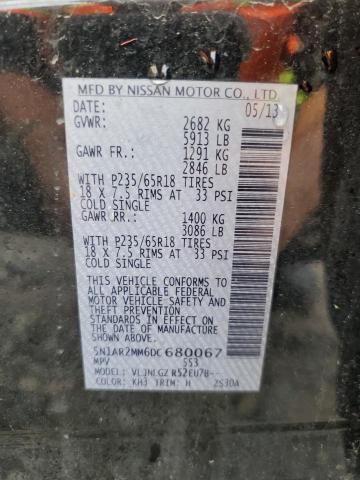 MFD BY NISSAN MOTOR CO., LTD.
DATE: 05/13
GVWR: 2682 KG
5913 LB
GAWR FR: 1291 KG
2846 LB
WITH P235/65R18 TIRES
18 X 7.5 RIMS AT 33 PSI
COLD SINGLE
GAWR RR: 1400 KG
3086 LB
WITH P235/65R18 TIRES
18 X 7.5 RIMS AT 33 PSI
COLD SINGLE
THIS VEHICLE CONFORMS TO
ALL APPLICABLE FEDERAL
MOTOR VEHICLE SAFETY
STANDARDS IN EFFECT ON
THE DATE OF MANUFACTURE
SHOWN ABOVE. BUMPER
AND THEFT PREVENTION
5N1AR2MM6DC680067
MPV 553
COLOR: KH3 TRIM: H